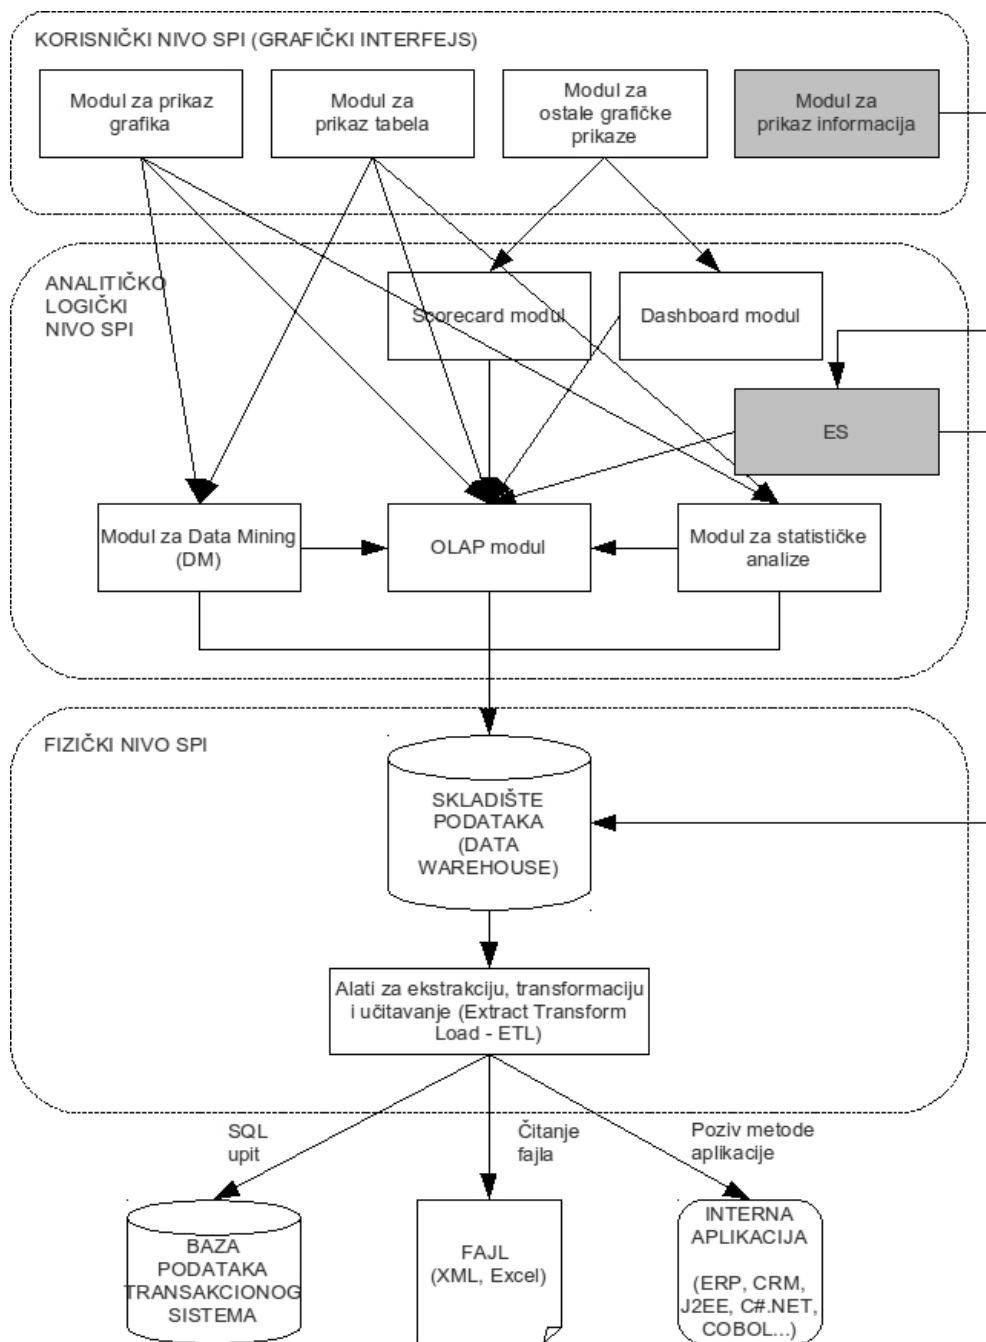 KORISNIČKI NIVO SPI (GRAFIČKI INTERFEJS)
Modul za prikaz
grafika
Modul za
prikaz tabela
Modul za
ostale grafičke
prikaze
Modul za
prikaz informacija
ANALITIČKO
LOGIČKI
NIVO SPI
Scorecard modul
Dashboard modul
ES
Modul za Data Mining
(DM)
OLAP modul
Modul za statističke
analize
FIZIČKI NIVO SPI
SKLADIŠTE
PODATAKA
(DATA
WAREHOUSE)
Alati za ekstrakciju, transformaciju
i učitavanje (Extract Transform
Load - ETL)
SQL
upit
Čitanje
fajla
Poziv metode
aplikacije
BAZA
PODATAKA
TRANSAKCIONOG
SISTEMA
FAJL
(XML, Excel)
INTERNA
APLIKACIJA
(ERP, CRM,
J2EE, C#.NET,
COBOL...)